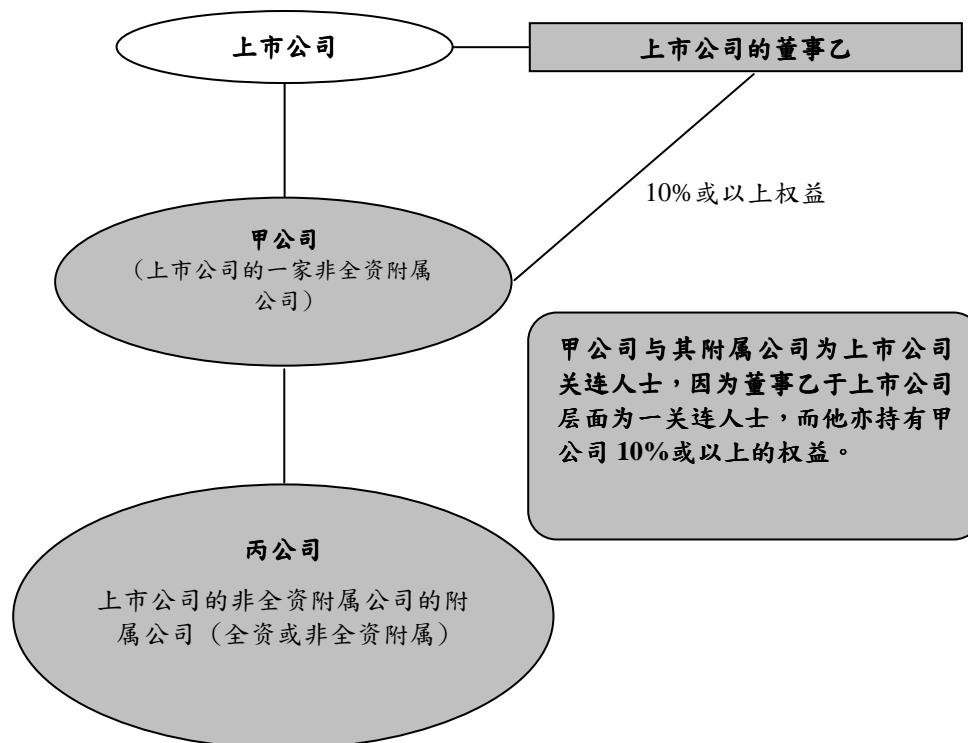 上市公司
上市公司的董事乙
10%或以上权益
甲公司
（上市公司的一家非全资附属
公司）
甲公司与其附属公司为上市公司
关连人士，因为董事乙于上市公司
层面为一关连人士，而他亦持有甲
公司 10%或以上的权益。
丙公司
上市公司的非全资附属公司的附
属公司（全资或非全资附属）